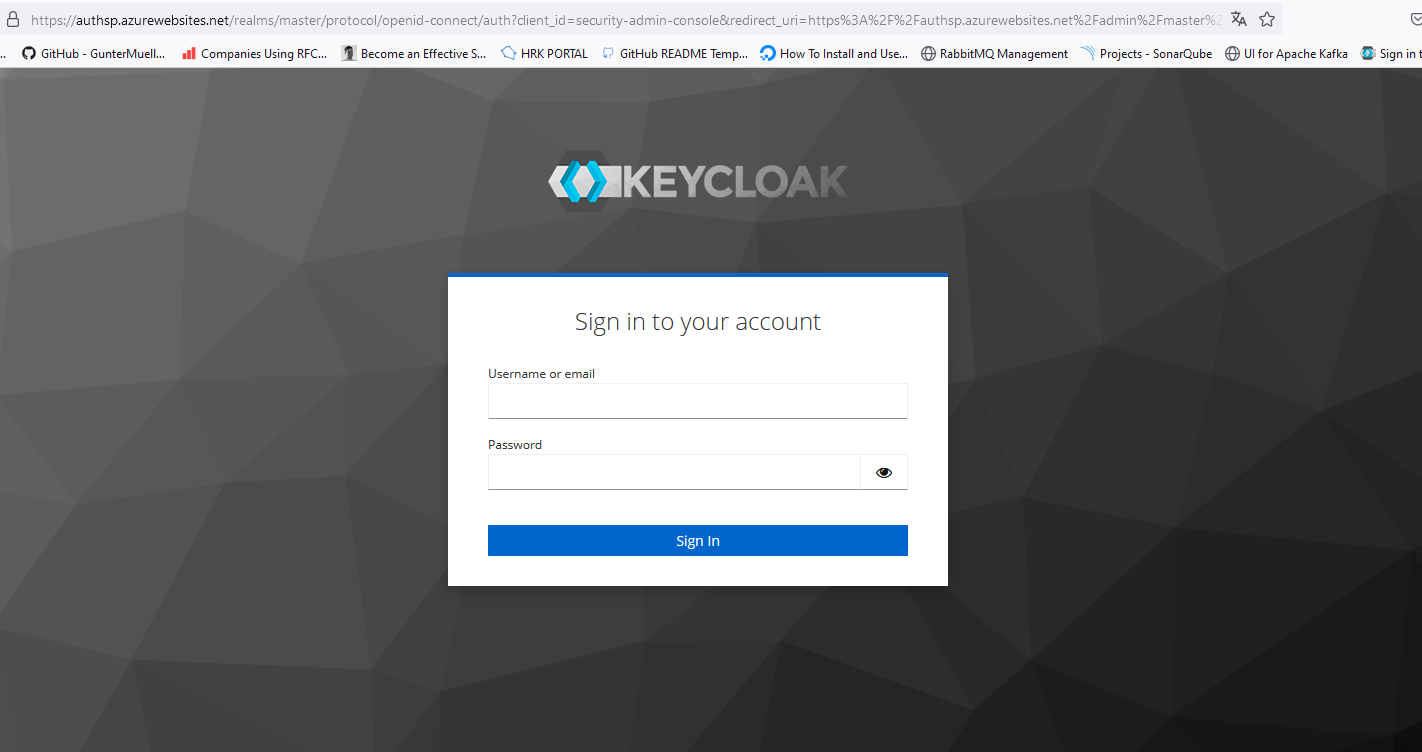 https://authsp.azurewebsites.net/realms/master/protocol/openid-connect/auth?client_id=security-admin-console&redirect_uri=https%3A%2F%2Fauthsp.azurewebsites.net%2Fadmin%2Fmaster%2
.. GitHub - GunterMuell... Companies Using RFC... Become an Effective S... HRK PORTAL GitHub README Temp... How To Install and Use... RabbitMQ Management Projects - SonarQube UI for Apache Kafka Sign in t
KEYCLOAK
Sign in to your account
Username or email
Password
Sign In